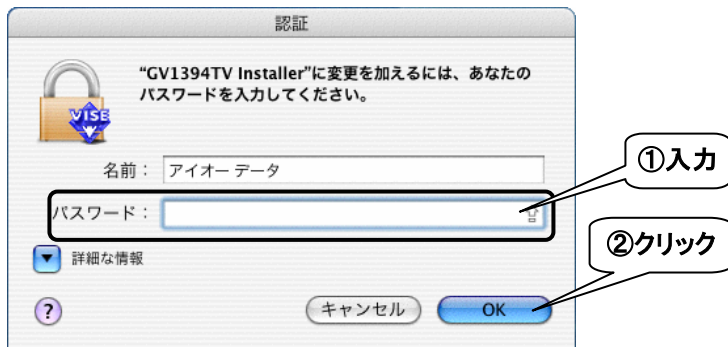 認証
“GV1394TV Installer”に変更を加えるには、あなたの
パスワードを入力してください。
VISE
名前： アイオー データ
①入力
パスワード：
②クリック
詳細な情報
?
キャンセル
OK